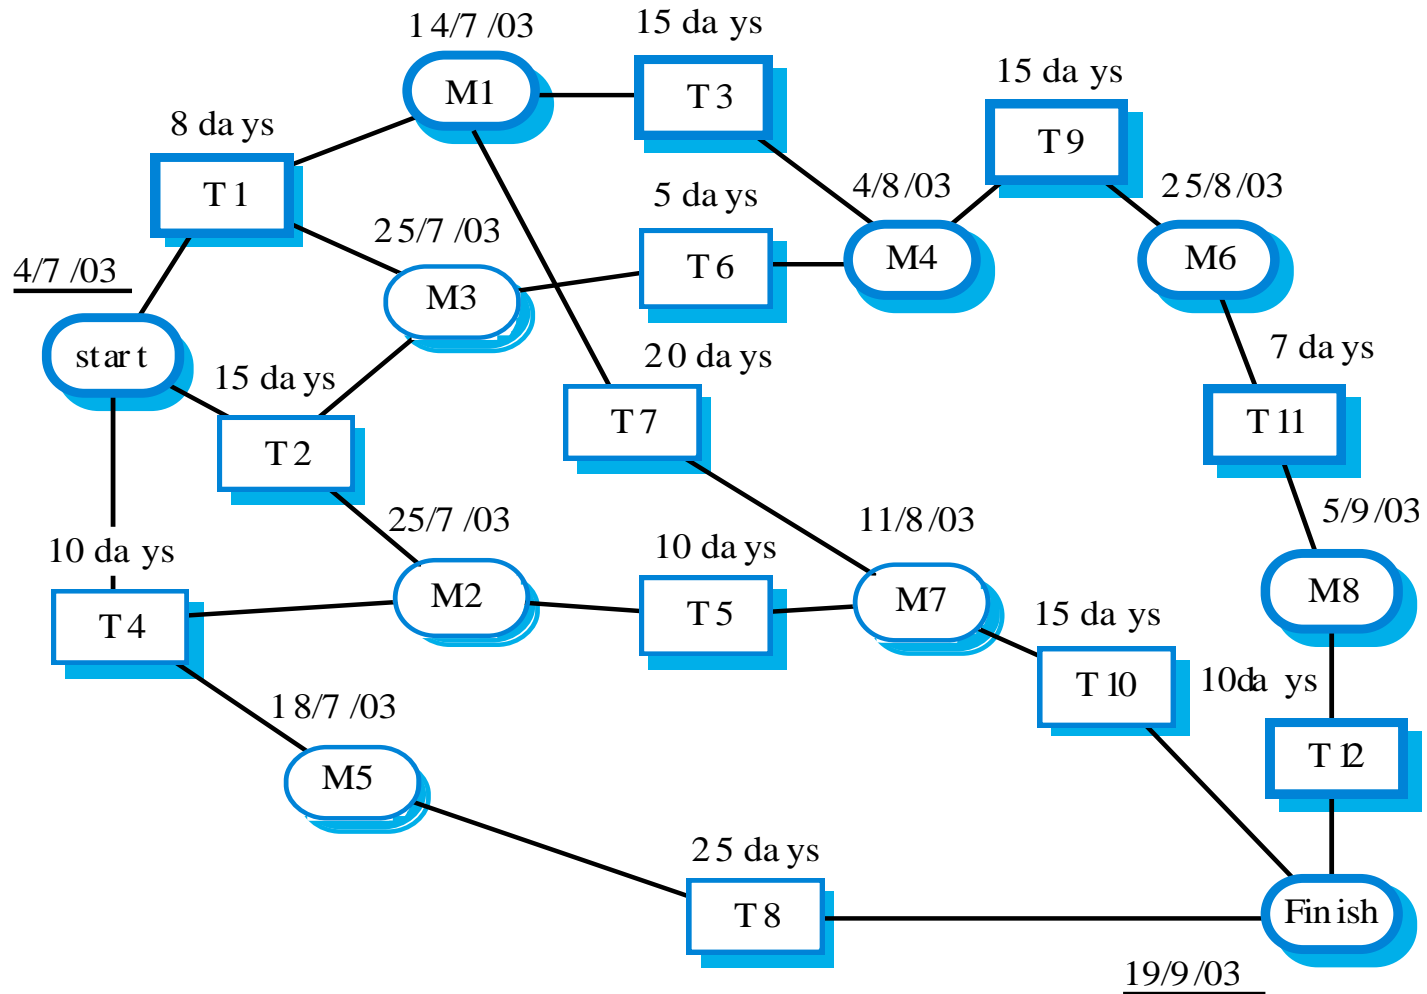 14/7/03
15 days
M1
T3
15 days
8 days
T9
T1
5 days
4/8/03
25/8/03
25/7/03
4/7/03
T6
M4
M6
M3
start
20 days
7 days
15 days
T7
T11
T2
25/7/03
11/8/03
5/9/03
10 days
10 days
M2
T5
M7
M8
T4
15 days
T10
10days
18/7/03
M5
T12
25 days
T8
Finish
19/9/03